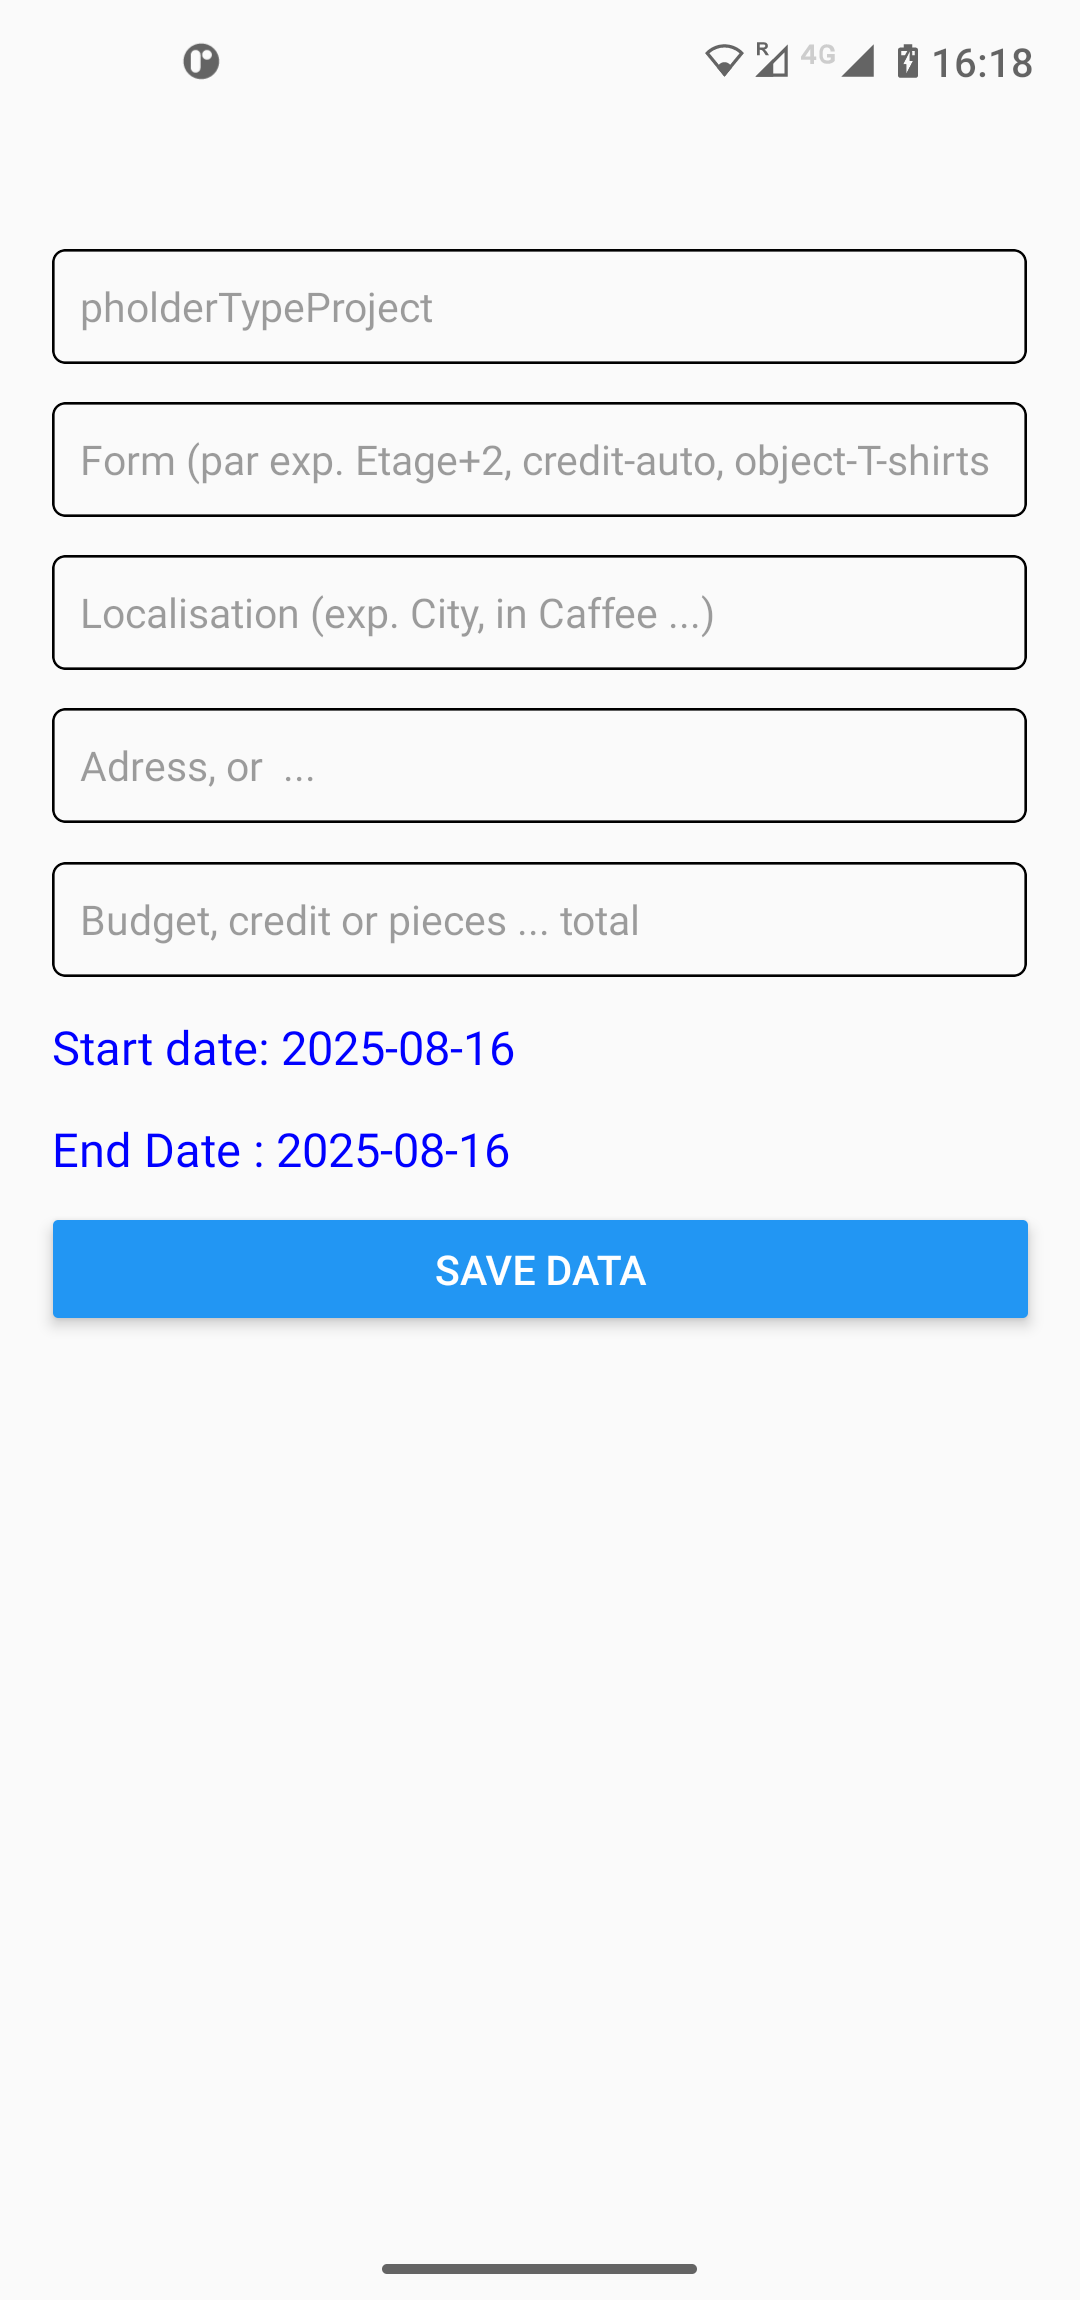 R 4G 16:18
pholderTypeProject
Form (par exp. Etage+2, credit-auto, object-T-shirts
Localisation (exp. City, in Caffee ...)
Adress, or  ...
Budget, credit or pieces ... total
Start date: 2025-08-16
End Date : 2025-08-16
SAVE DATA